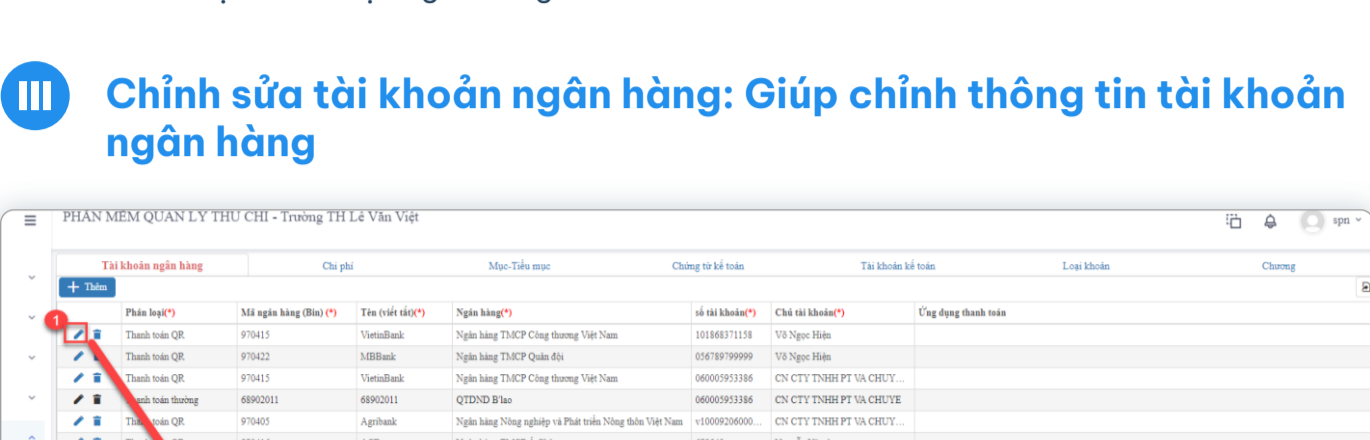 III
Chỉnh sửa tài khoản ngân hàng: Giúp chỉnh thông tin tài khoản
ngân hàng
PHẦN MỀM QUẢN LÝ THU CHI - Trường TH Lê Văn Việt
spn
Tài khoản ngân hàng Chi phí Mục-Tiểu mục Chứng từ kế toán Tài khoản kế toán Loại khoản Chương
+ Thêm
1
Phân loại(*) Mã ngân hàng (Bin) (*) Tên (viết tắt)(*) Ngân hàng(*) số tài khoản(*) Chủ tài khoản(*) Ứng dụng thanh toán
Thanh toán QR 970415 VietinBank Ngân hàng TMCP Công thương Việt Nam 101868371158 Võ Ngọc Hiện
Thanh toán QR 970422 MBBank Ngân hàng TMCP Quân đội 056789799999 Võ Ngọc Hiện
Thanh toán QR 970415 VietinBank Ngân hàng TMCP Công thương Việt Nam 060005953386 CN CTY TNHH PT VA CHUY...
Thanh toán thường 68902011 68902011 QTDND B'lao 060005953386 CN CTY TNHH PT VA CHUYE
Thanh toán QR 970405 Agribank Ngân hàng Nông nghiệp và Phát triển Nông thôn Việt Nam v10009206000... CN CTY TNHH PT VA CHUY...